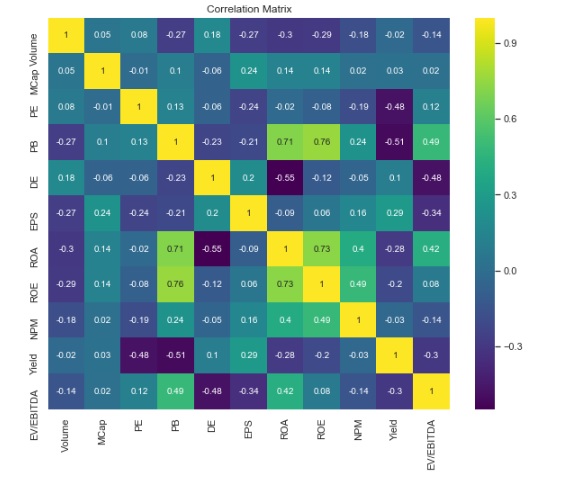 Correlation Matrix
Volume 1 0.05 0.08 -0.27 0.18 -0.27 -0.3 -0.29 -0.18 -0.02 -0.14
MCap 0.05 1 -0.01 0.1 -0.06 0.24 0.14 0.14 0.02 0.03 0.02
PE 0.08 -0.01 1 0.13 -0.06 -0.24 -0.02 -0.08 -0.19 -0.48 0.12
PB -0.27 0.1 0.13 1 -0.23 -0.21 0.71 0.76 0.24 -0.51 0.49
DE 0.18 -0.06 -0.06 -0.23 1 0.2 -0.55 -0.12 -0.05 0.1 -0.48
EPS -0.27 0.24 -0.24 -0.21 0.2 1 -0.09 0.06 0.16 0.29 -0.34
ROA -0.3 0.14 -0.02 0.71 -0.55 -0.09 1 0.73 0.4 -0.28 0.42
ROE -0.29 0.14 -0.08 0.76 -0.12 0.06 0.73 1 0.49 -0.2 0.08
NPM -0.18 0.02 -0.19 0.24 -0.05 0.16 0.4 0.49 1 -0.03 -0.14
Yield -0.02 0.03 -0.48 -0.51 0.1 0.29 -0.28 -0.2 -0.03 1 -0.3
EV/EBITDA -0.14 0.02 0.12 0.49 -0.48 -0.34 0.42 0.08 -0.14 -0.3 1
Volume MCap PE PB DE EPS ROA ROE NPM Yield EV/EBITDA
0.9
0.6
0.3
0.0
−0.3